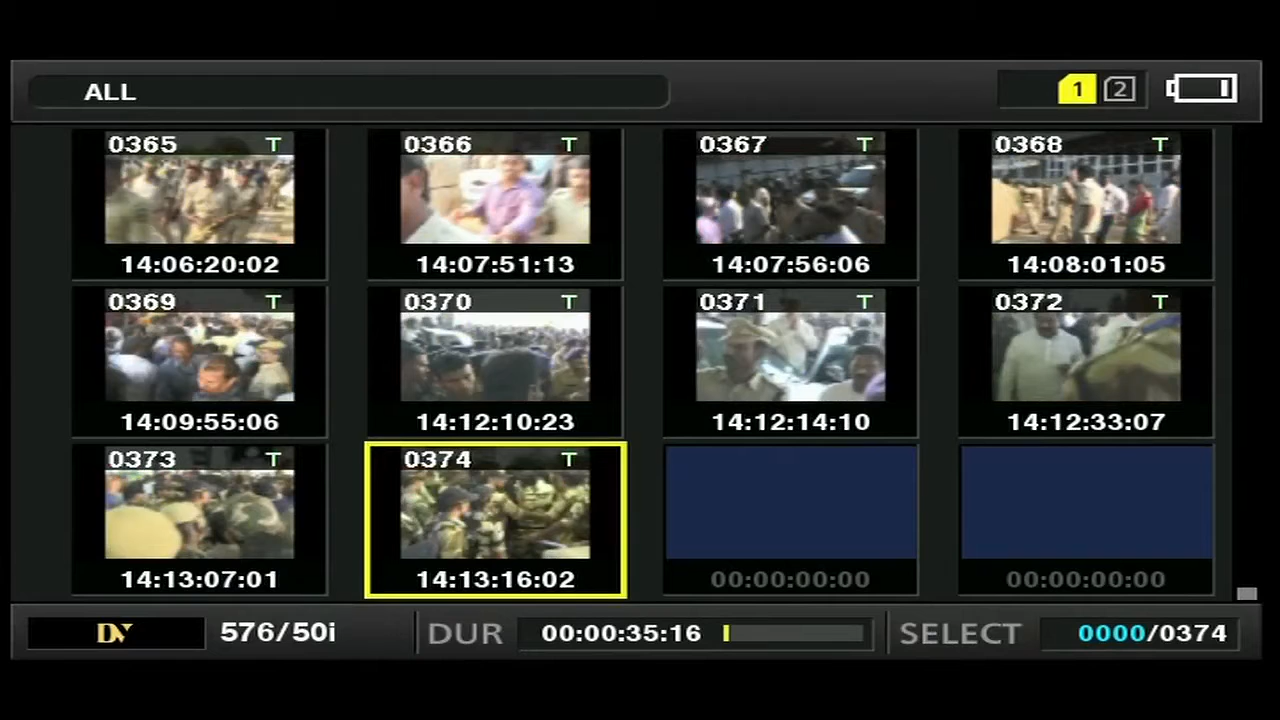 ALL 1 2
0365 T 0366 T 0367 T 0368 T
14:06:20:02 14:07:51:13 14:07:56:06 14:08:01:05
0369 T 0370 T 0371 T 0372 T
14:09:55:06 14:12:10:23 14:12:14:10 14:12:33:07
0373 T 0374 T
14:13:07:01 14:13:16:02 00:00:00:00 00:00:00:00
DV 576/50i DUR 00:00:35:16 SELECT 0000/0374